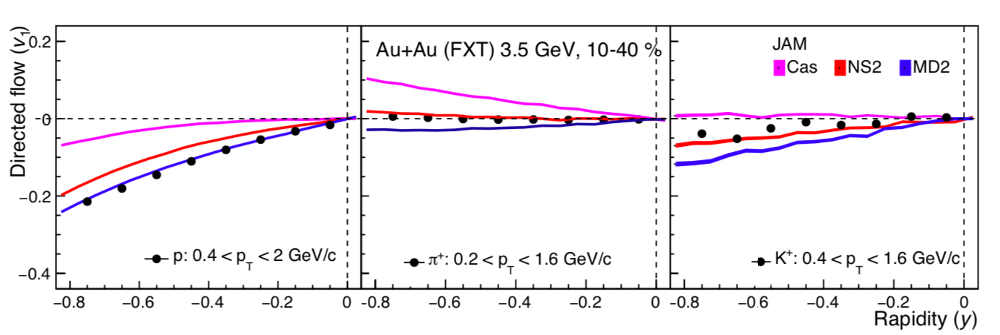 Directed flow (v₁)
0.2
−0
−0.2
−0.4
Au+Au (FXT) 3.5 GeV, 10-40 %
JAM
Cas NS2 MD2
p: 0.4 < p_T < 2 GeV/c
π⁺: 0.2 < p_T < 1.6 GeV/c
K⁺: 0.4 < p_T < 1.6 GeV/c
−0.8 −0.6 −0.4 −0.2 0
−0.8 −0.6 −0.4 −0.2 0
−0.8 −0.6 −0.4 −0.2 0
Rapidity (y)